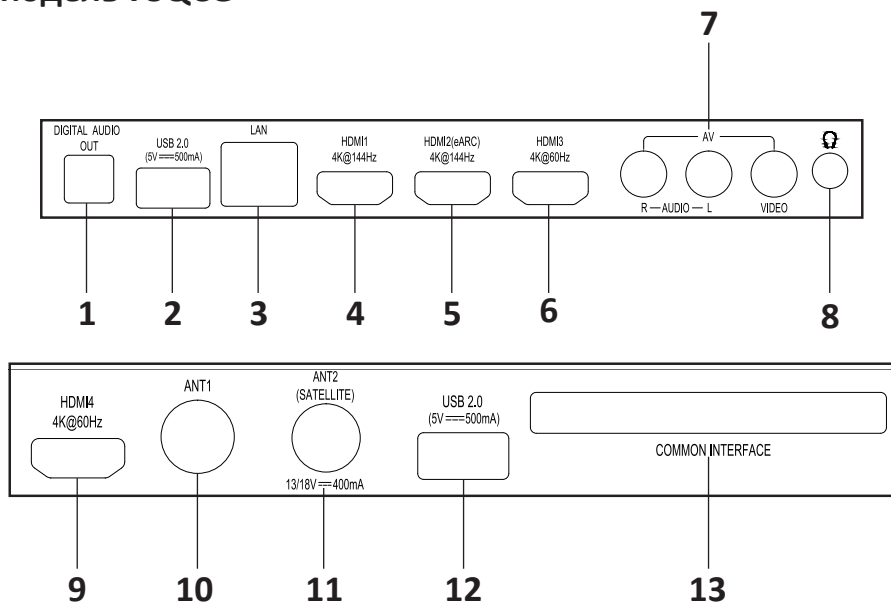 7
DIGITAL AUDIO
OUT
USB 2.0
(5V⎓500mA)
LAN
HDMI1
4K@144Hz
HDMI2(eARC)
4K@144Hz
HDMI3
4K@60Hz
AV
R — AUDIO — L
VIDEO
1
2
3
4
5
6
8
HDMI4
4K@60Hz
ANT1
ANT2
(SATELLITE)
13/18V⎓400mA
USB 2.0
(5V⎓500mA)
COMMON INTERFACE
9
10
11
12
13